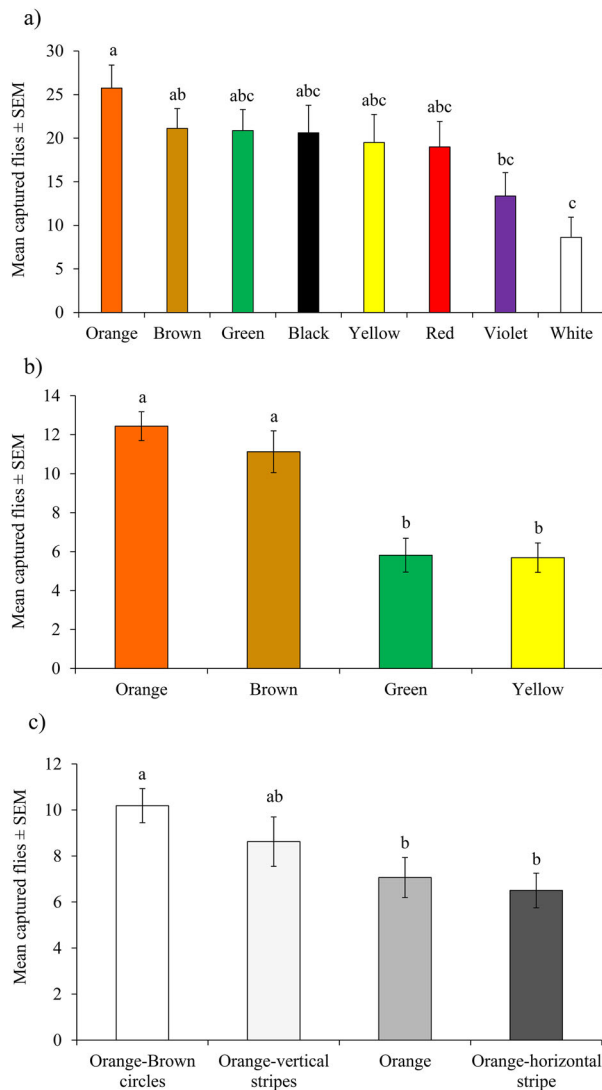 a)
Mean captured flies ± SEM
30
25
20
15
10
5
0
a
ab
abc
abc
abc
abc
bc
c
Orange Brown Green Black Yellow Red Violet White
b)
Mean captured flies ± SEM
14
12
10
8
6
4
2
0
a
a
b
b
Orange Brown Green Yellow
c)
Mean captured flies ± SEM
12
10
8
6
4
2
0
a
ab
b
b
Orange-Brown circles
Orange-vertical stripes
Orange
Orange-horizontal stripe